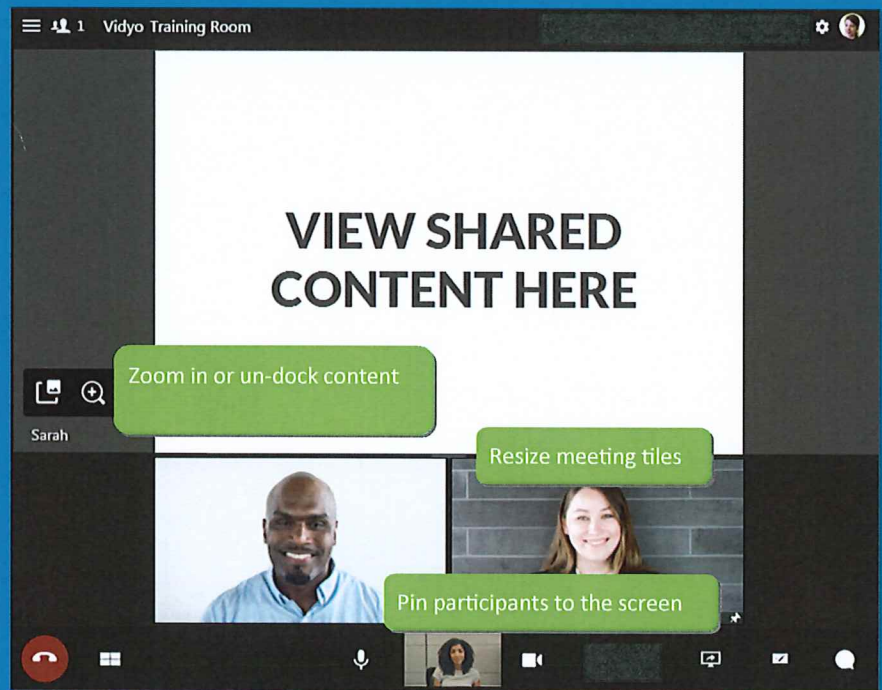 1 Vidyo Training Room
VIEW SHARED
CONTENT HERE
Zoom in or un-dock content
Sarah
Resize meeting tiles
Pin participants to the screen